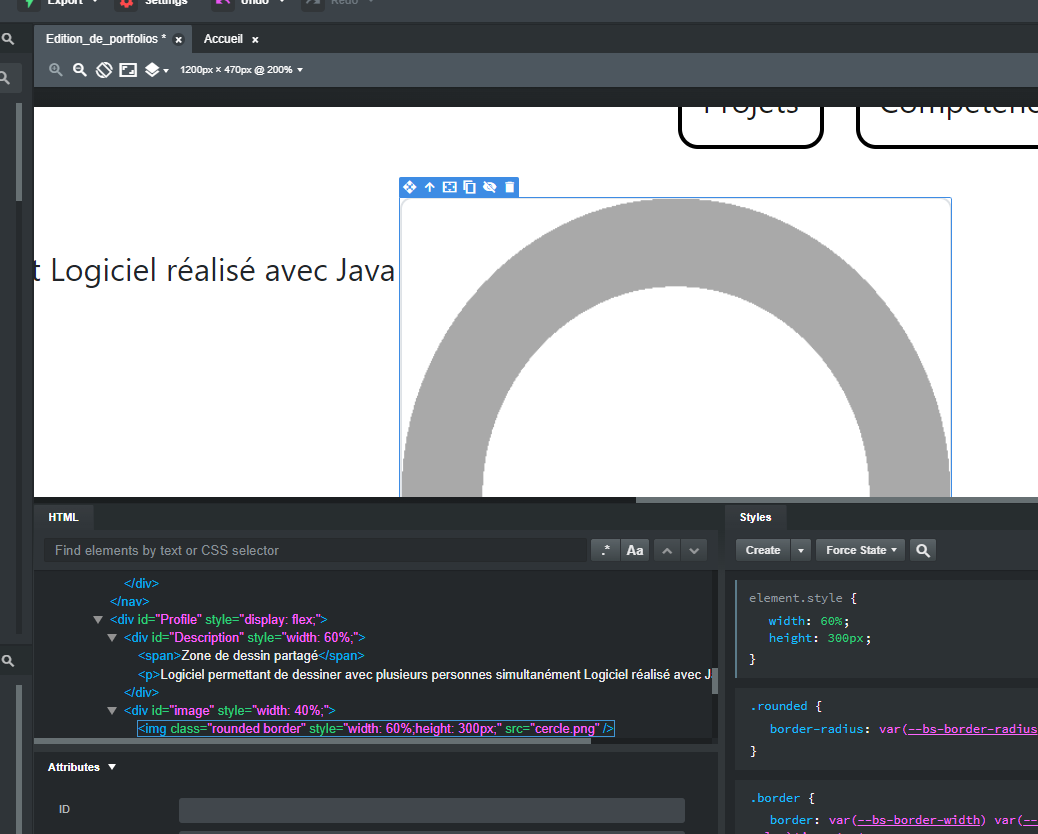 Export Settings Undo Redo
Edition_de_portfolios * × Accueil ×
1200px × 470px @ 200%
Projets
t Logiciel réalisé avec Java
HTML
Find elements by text or CSS selector
.* Aa
</div>
</nav>
<div id="Profile" style="display: flex;">
<div id="Description" style="width: 60%;">
<span>Zone de dessin partagé</span>
<p>Logiciel permettant de dessiner avec plusieurs personnes simultanément Logiciel réalisé avec J
</div>
<div id="image" style="width: 40%;">
<img class="rounded border" style="width: 60%;height: 300px;" src="cercle.png" />
Attributes
ID
Styles
Create Force State
element.style {
width: 60%;
height: 300px;
}
.rounded {
border-radius: var(--bs-border-radius
}
.border {
border: var(--bs-border-width) var(--